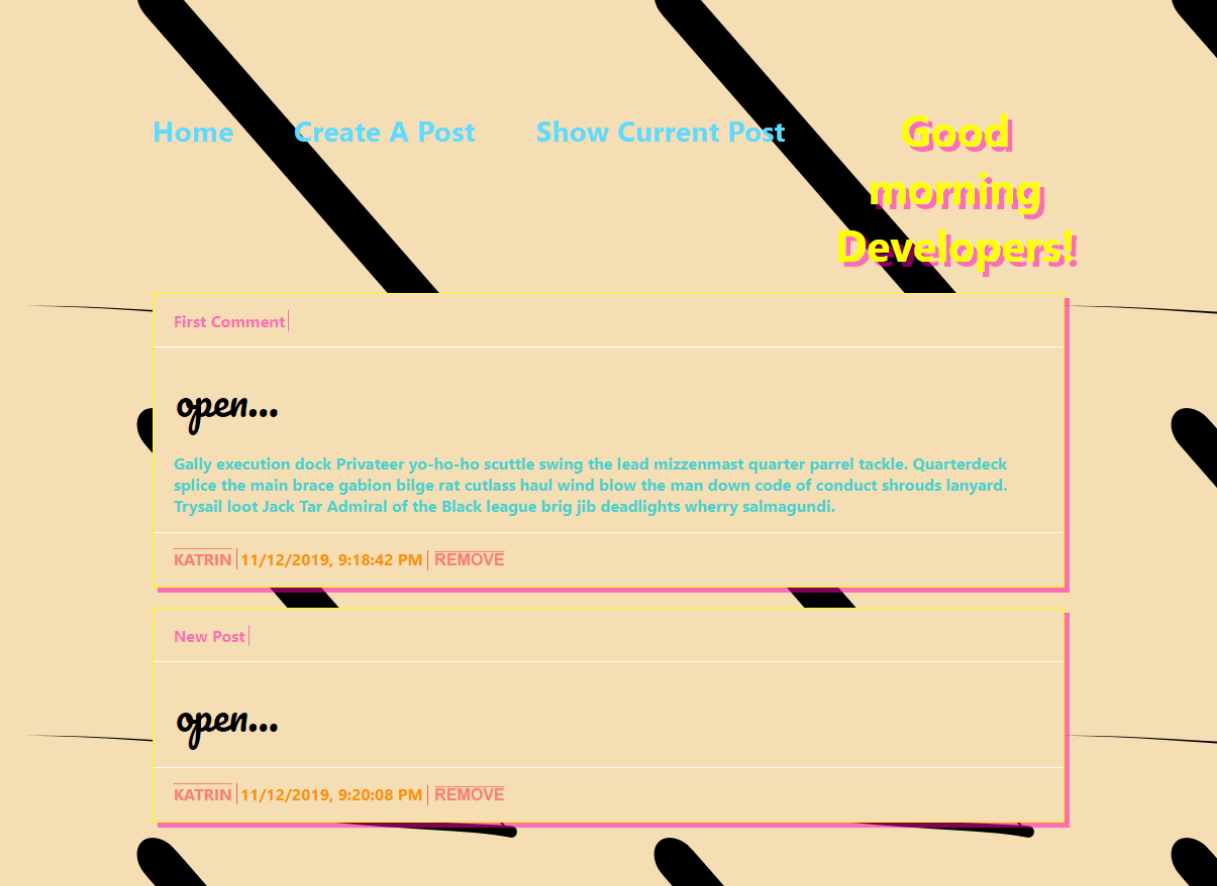 Home Create A Post Show Current Post
Good
morning
Developers!
First Comment
open...
Gally execution dock Privateer yo-ho-ho scuttle swing the lead mizzenmast quarter parrel tackle. Quarterdeck
splice the main brace gabion bilge rat cutlass haul wind blow the man down code of conduct shrouds lanyard.
Trysail loot Jack Tar Admiral of the Black league brig jib deadlights wherry salmagundi.
KATRIN 11/12/2019, 9:18:42 PM REMOVE
New Post
open...
KATRIN 11/12/2019, 9:20:08 PM REMOVE